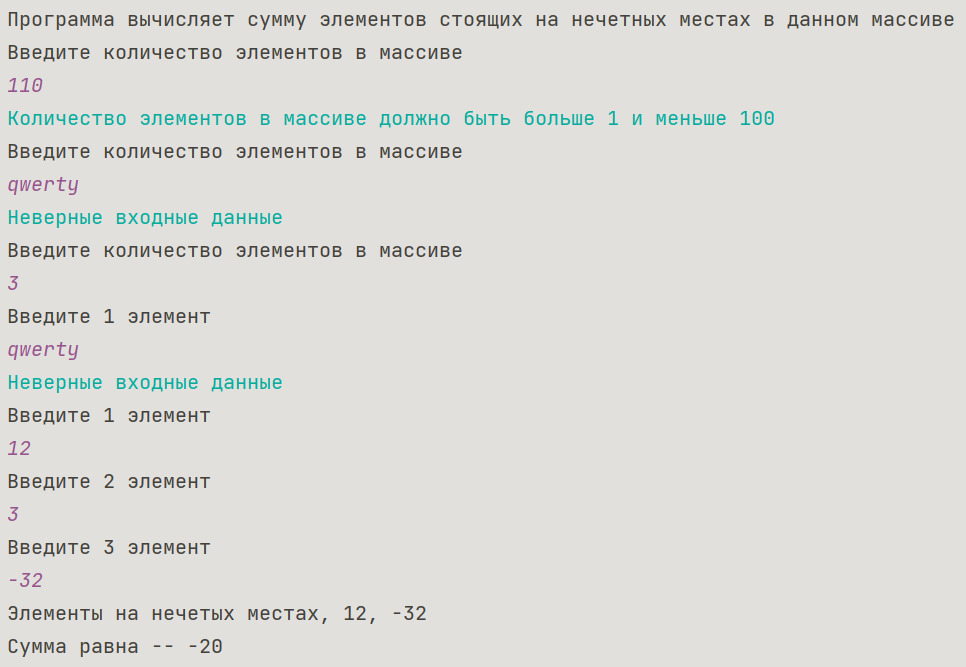 Программа вычисляет сумму элементов стоящих на нечетных местах в данном массиве
Введите количество элементов в массиве
110
Количество элементов в массиве должно быть больше 1 и меньше 100
Введите количество элементов в массиве
qwerty
Неверные входные данные
Введите количество элементов в массиве
3
Введите 1 элемент
qwerty
Неверные входные данные
Введите 1 элемент
12
Введите 2 элемент
3
Введите 3 элемент
-32
Элементы на нечетых местах, 12, -32
Сумма равна -- -20